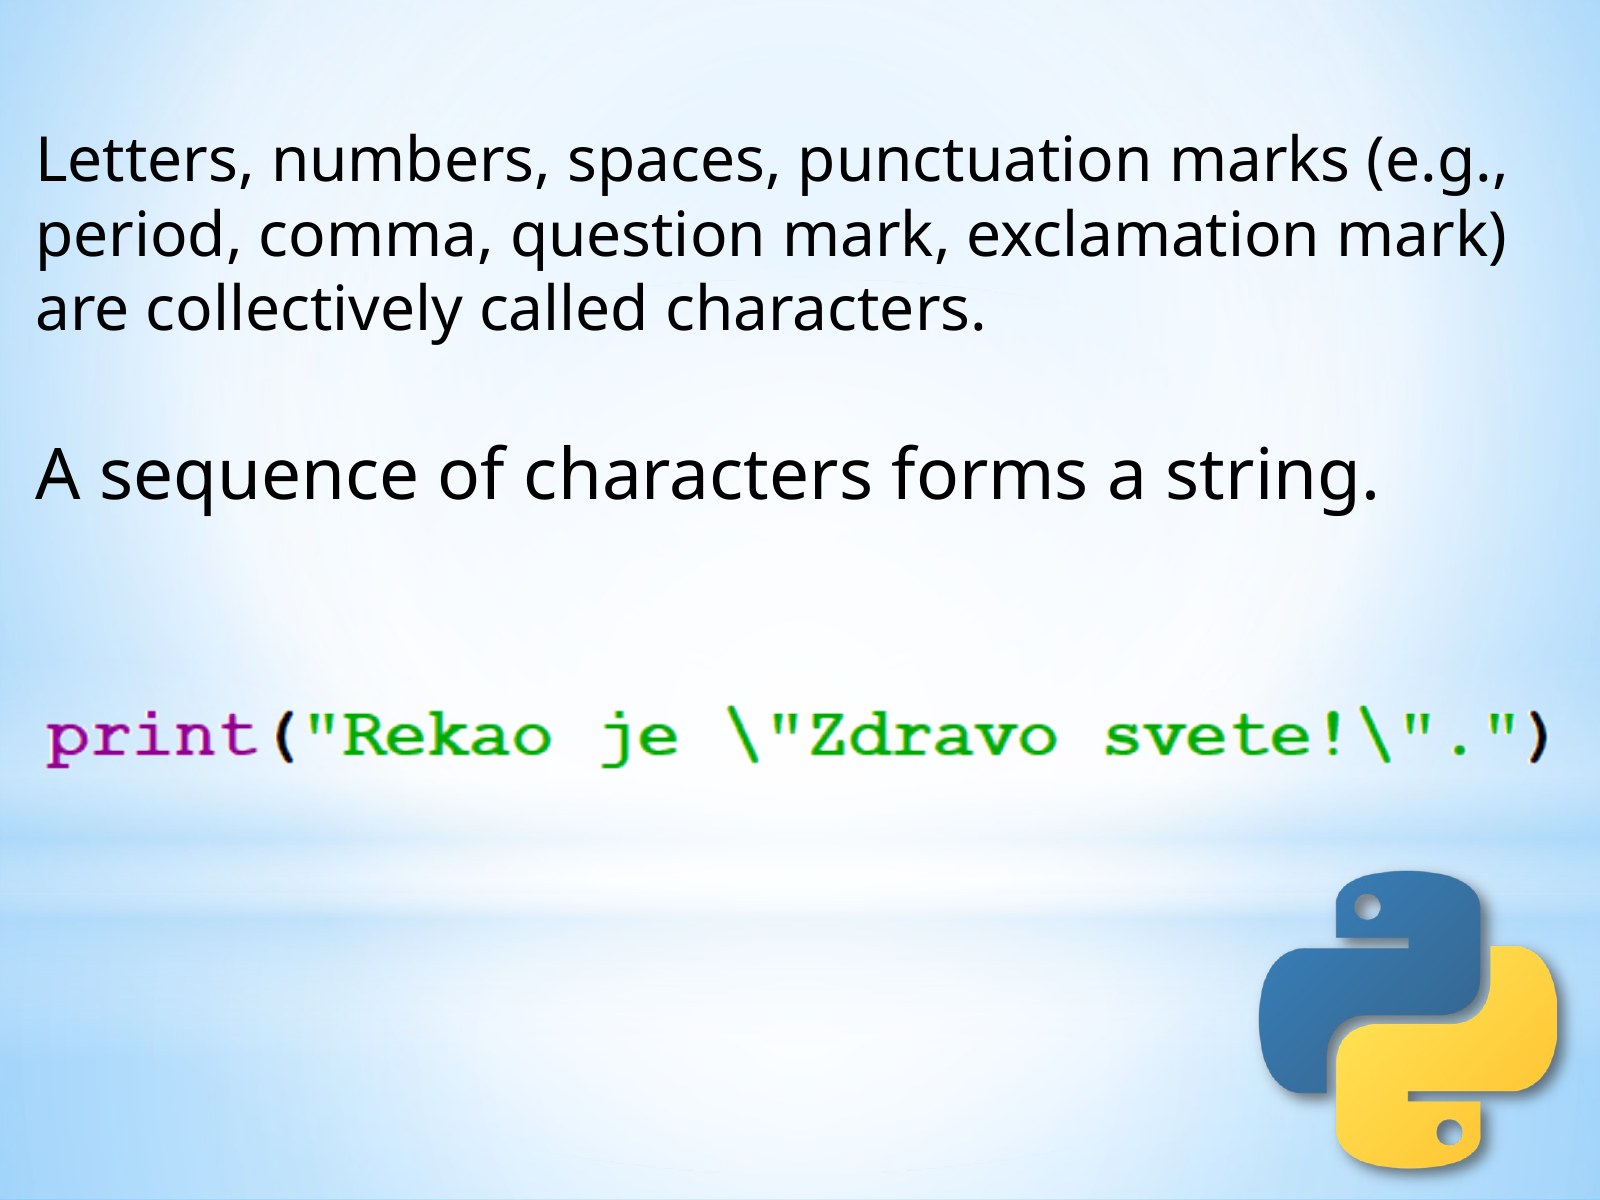 Letters, numbers, spaces, punctuation marks (e.g.,
period, comma, question mark, exclamation mark)
are collectively called characters.
A sequence of characters forms a string.
print("Rekao je \"Zdravo svete!\".")